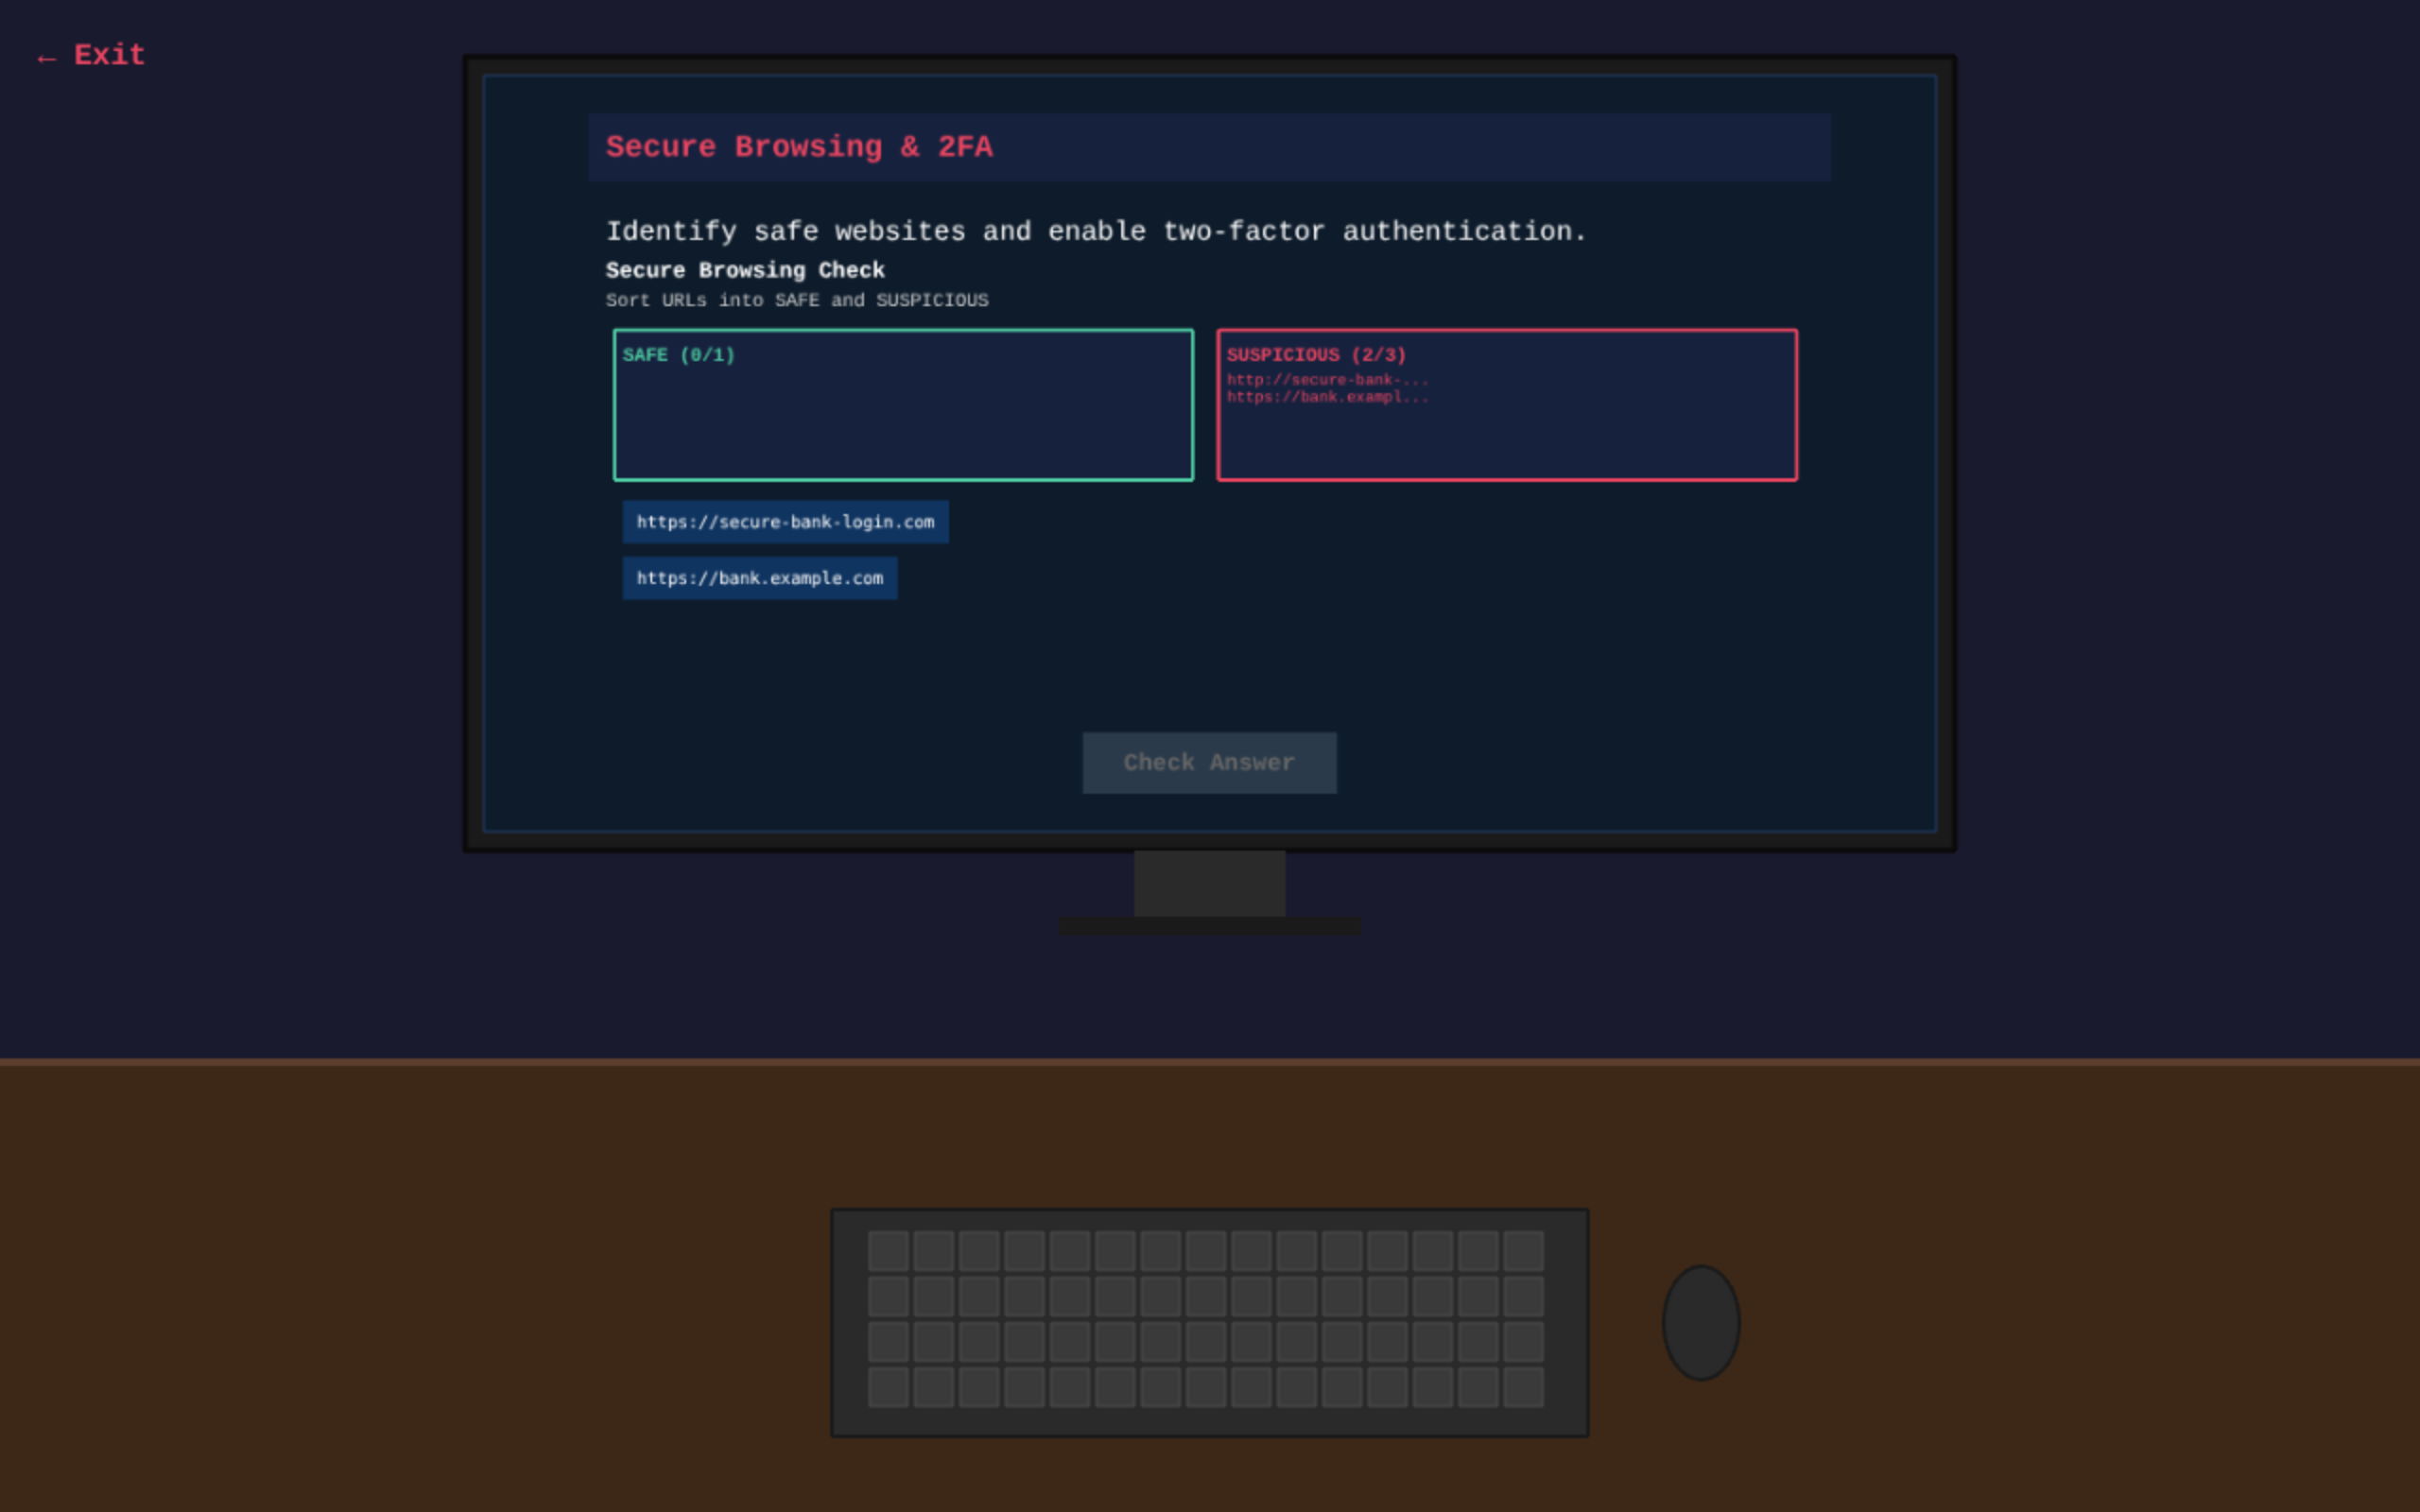 ← Exit
Secure Browsing & 2FA
Identify safe websites and enable two-factor authentication.
Secure Browsing Check
Sort URLs into SAFE and SUSPICIOUS
SAFE (0/1)
SUSPICIOUS (2/3)
http://secure-bank-...
https://bank.exampl...
https://secure-bank-login.com
https://bank.example.com
Check Answer